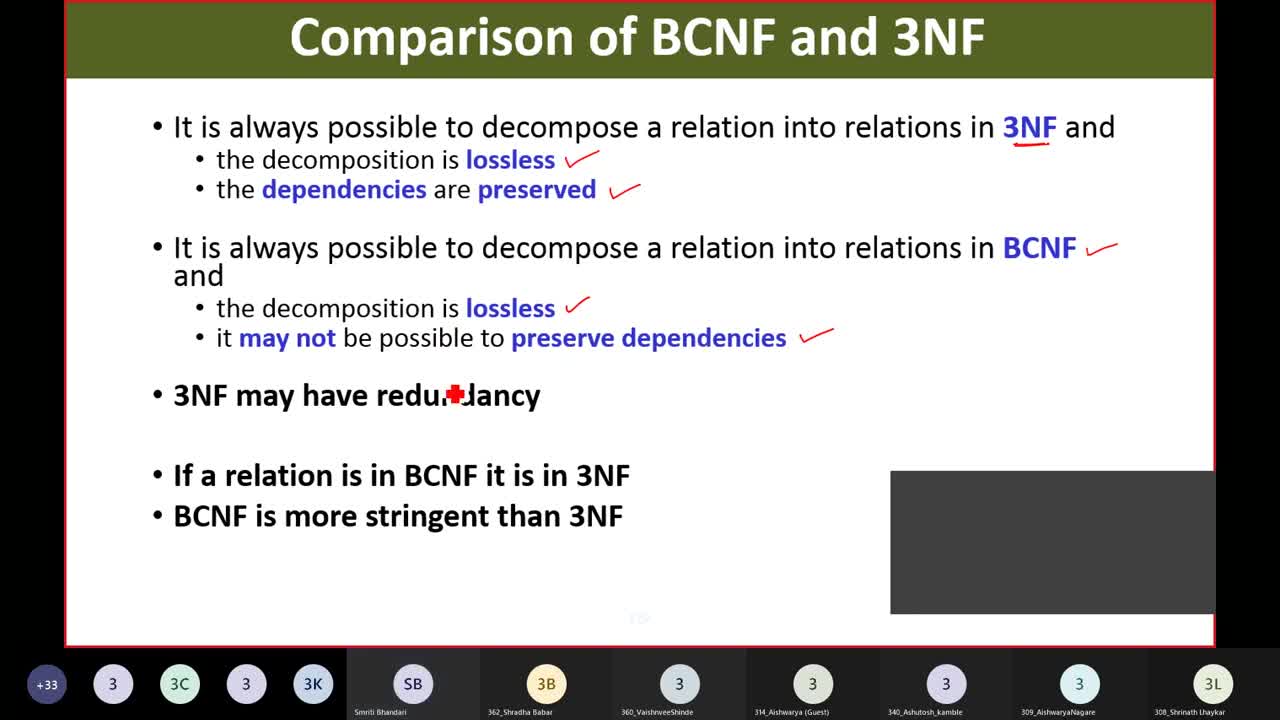 Comparison of BCNF and 3NF
• It is always possible to decompose a relation into relations in 3NF and
• the decomposition is lossless
• the dependencies are preserved
• It is always possible to decompose a relation into relations in BCNF
and
• the decomposition is lossless
• it may not be possible to preserve dependencies
• 3NF may have redundancy
• If a relation is in BCNF it is in 3NF
• BCNF is more stringent than 3NF
+33 3 3C 3 3K SB 3B 3 3 3 3 3L
Smriti Bhandari 362_Shradha Babar 360_VaishnveeShinde 314_Aishwarya (Guest) 340_Ashutosh_kamble 309_AishwaryaNagare 308_Shrinath Lhaykar